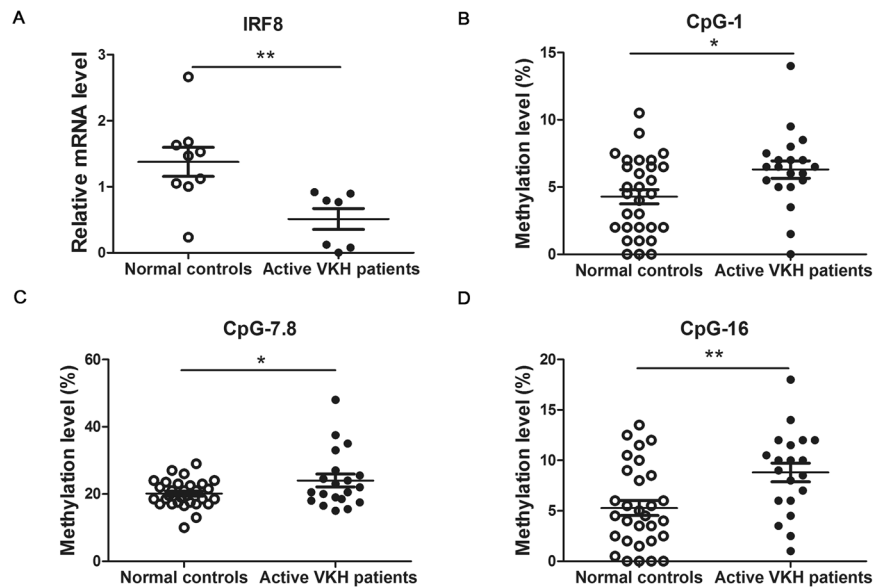 A
IRF8
**
Relative mRNA level
3
2
1
0
Normal controls Active VKH patients
B
CpG-1
*
Methylation level (%)
15
10
5
0
Normal controls Active VKH patients
C
CpG-7.8
*
Methylation level (%)
60
40
20
0
Normal controls Active VKH patients
D
CpG-16
**
Methylation level (%)
20
15
10
5
0
Normal controls Active VKH patients